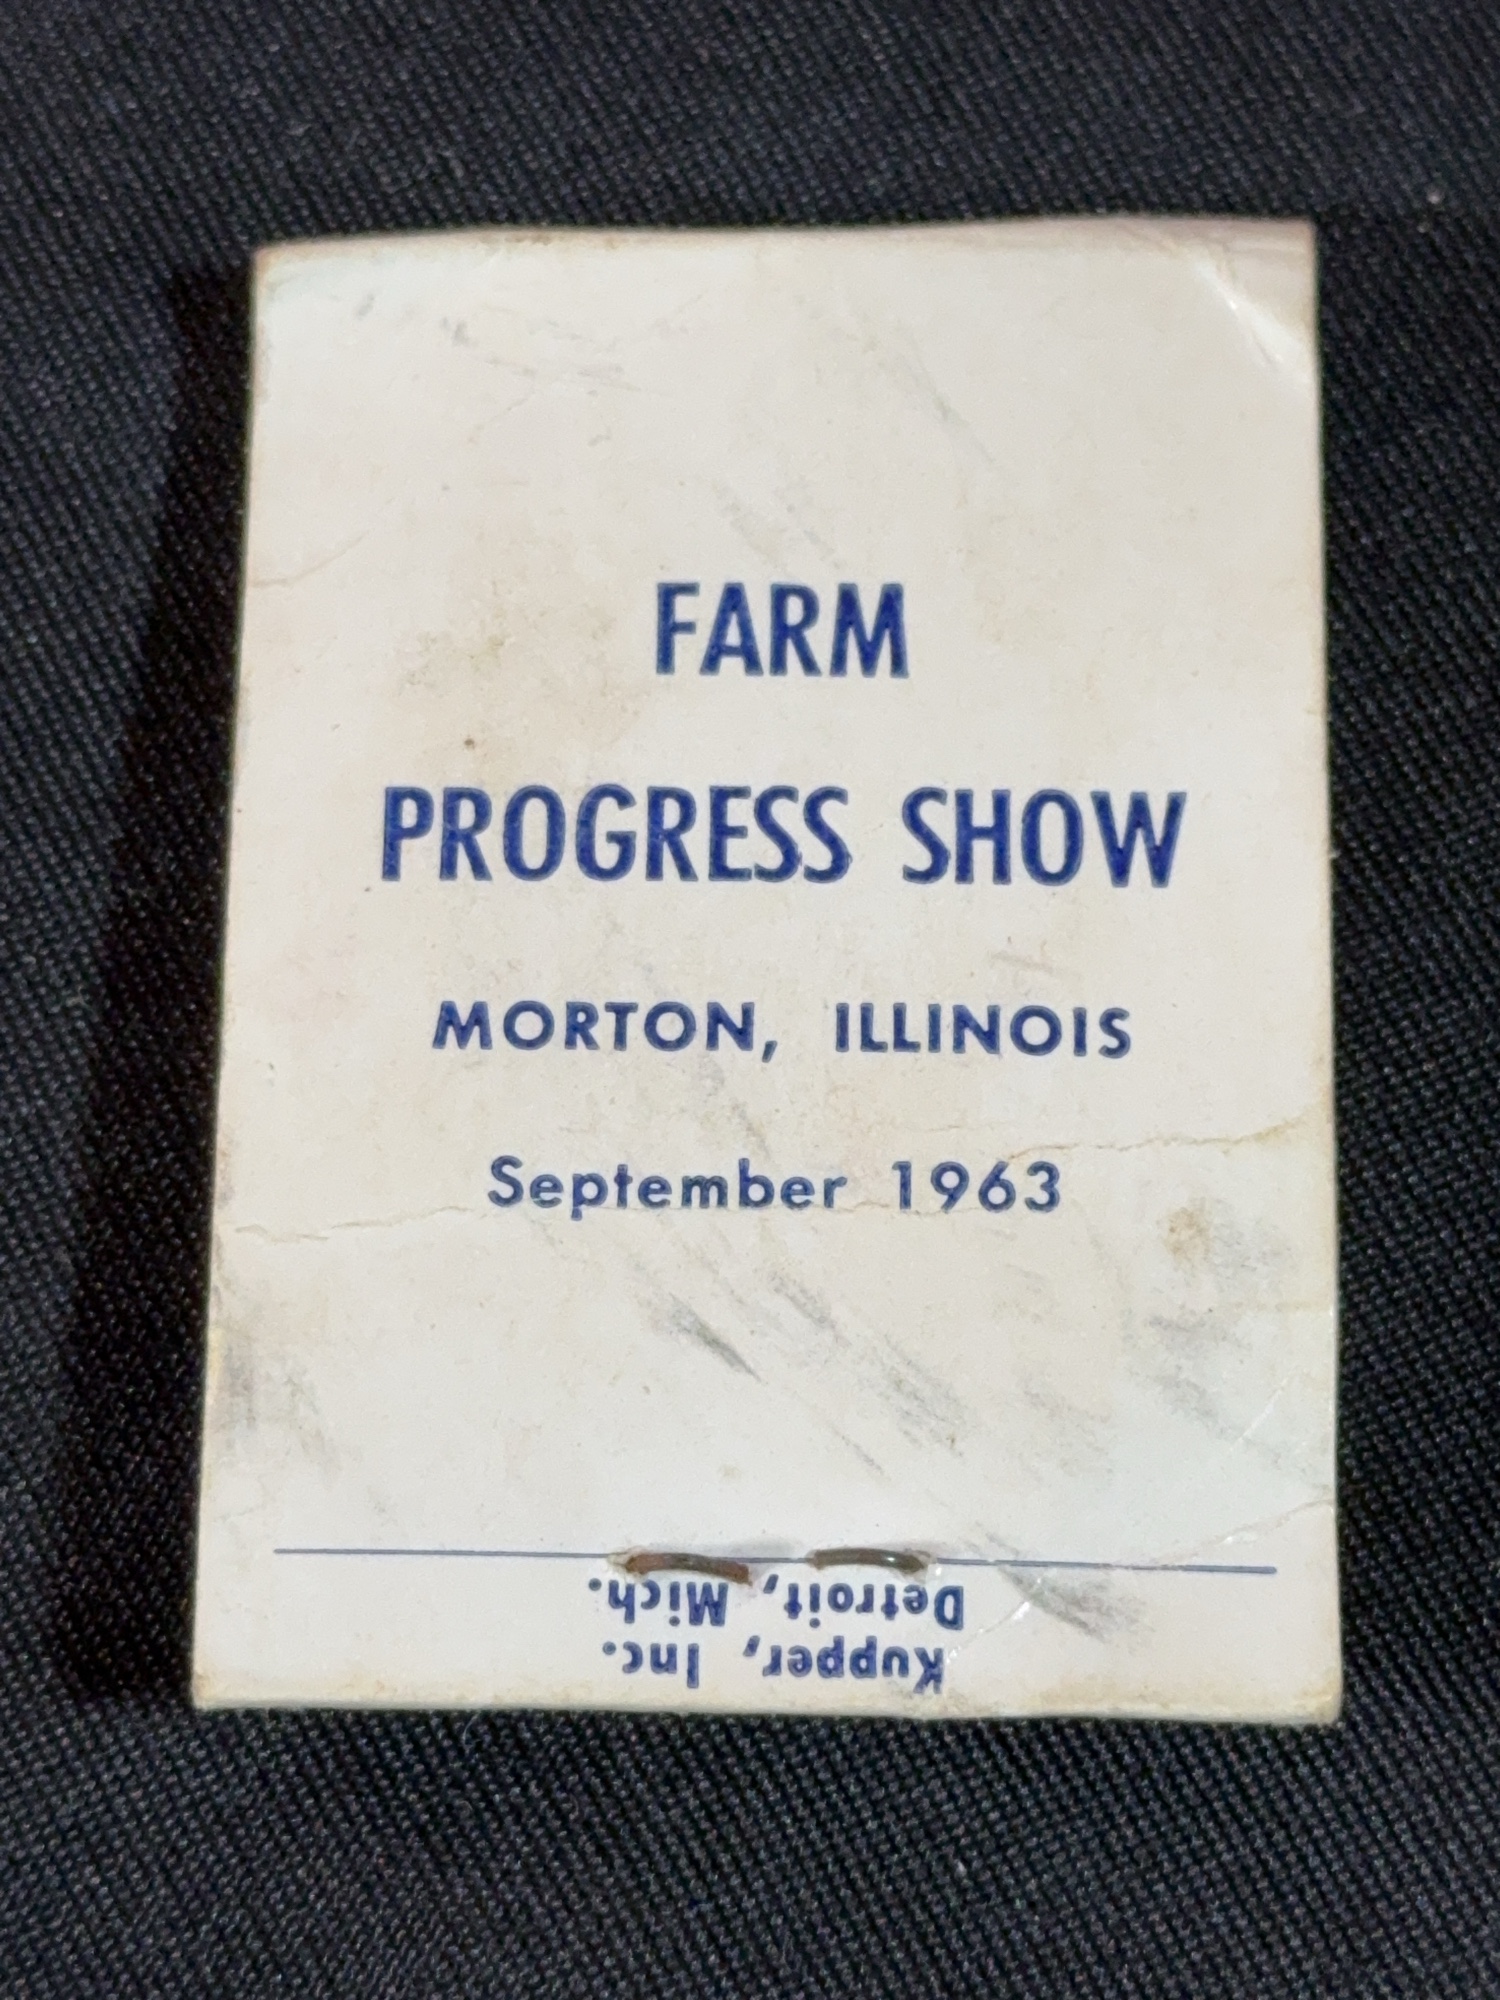 FARM
PROGRESS SHOW
MORTON, ILLINOIS
September 1963
Kupper, Inc.
Detroit, Mich.